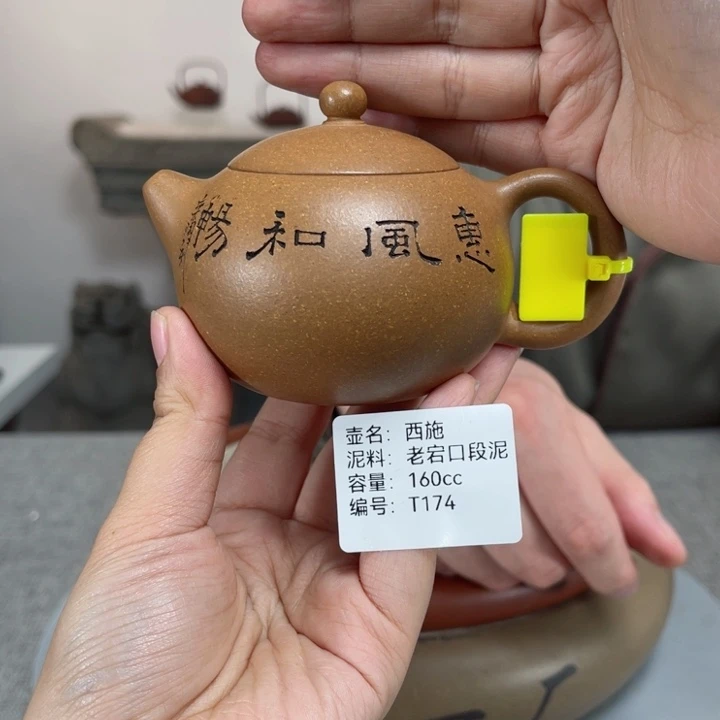 惠風和暢
壶名：西施
泥料：老宕口段泥
容量：160cc
编号：T174